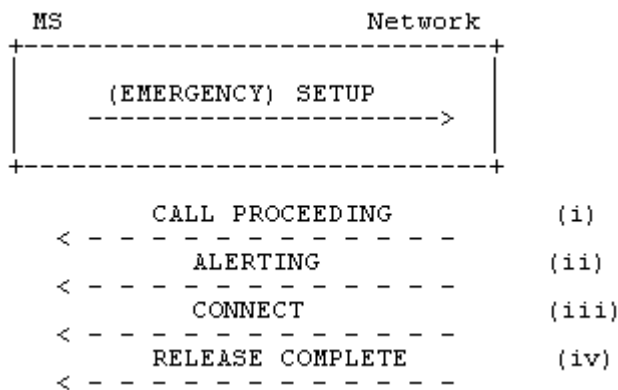 MS Network
(EMERGENCY) SETUP
CALL PROCEEDING (i)
ALERTING (ii)
CONNECT (iii)
RELEASE COMPLETE (iv)